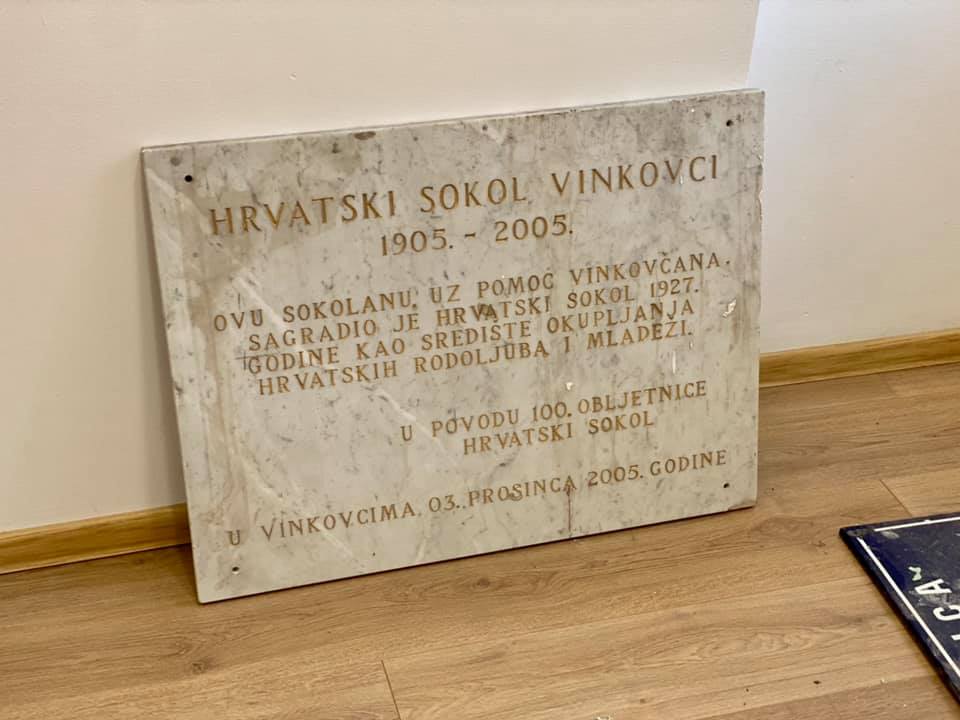 HRVATSKI SOKOL VINKOVCI
1905. - 2005.
OVU SOKOLANU, UZ POMOĆ VINKOVČANA,
SAGRADIO JE HRVATSKI SOKOL 1927.
GODINE KAO SREDIŠTE OKUPLJANJA
HRVATSKIH RODOLJUBA I MLADEŽI.
U POVODU 100. OBLJETNICE
HRVATSKI SOKOL
U VINKOVCIMA, 03. PROSINCA 2005. GODINE